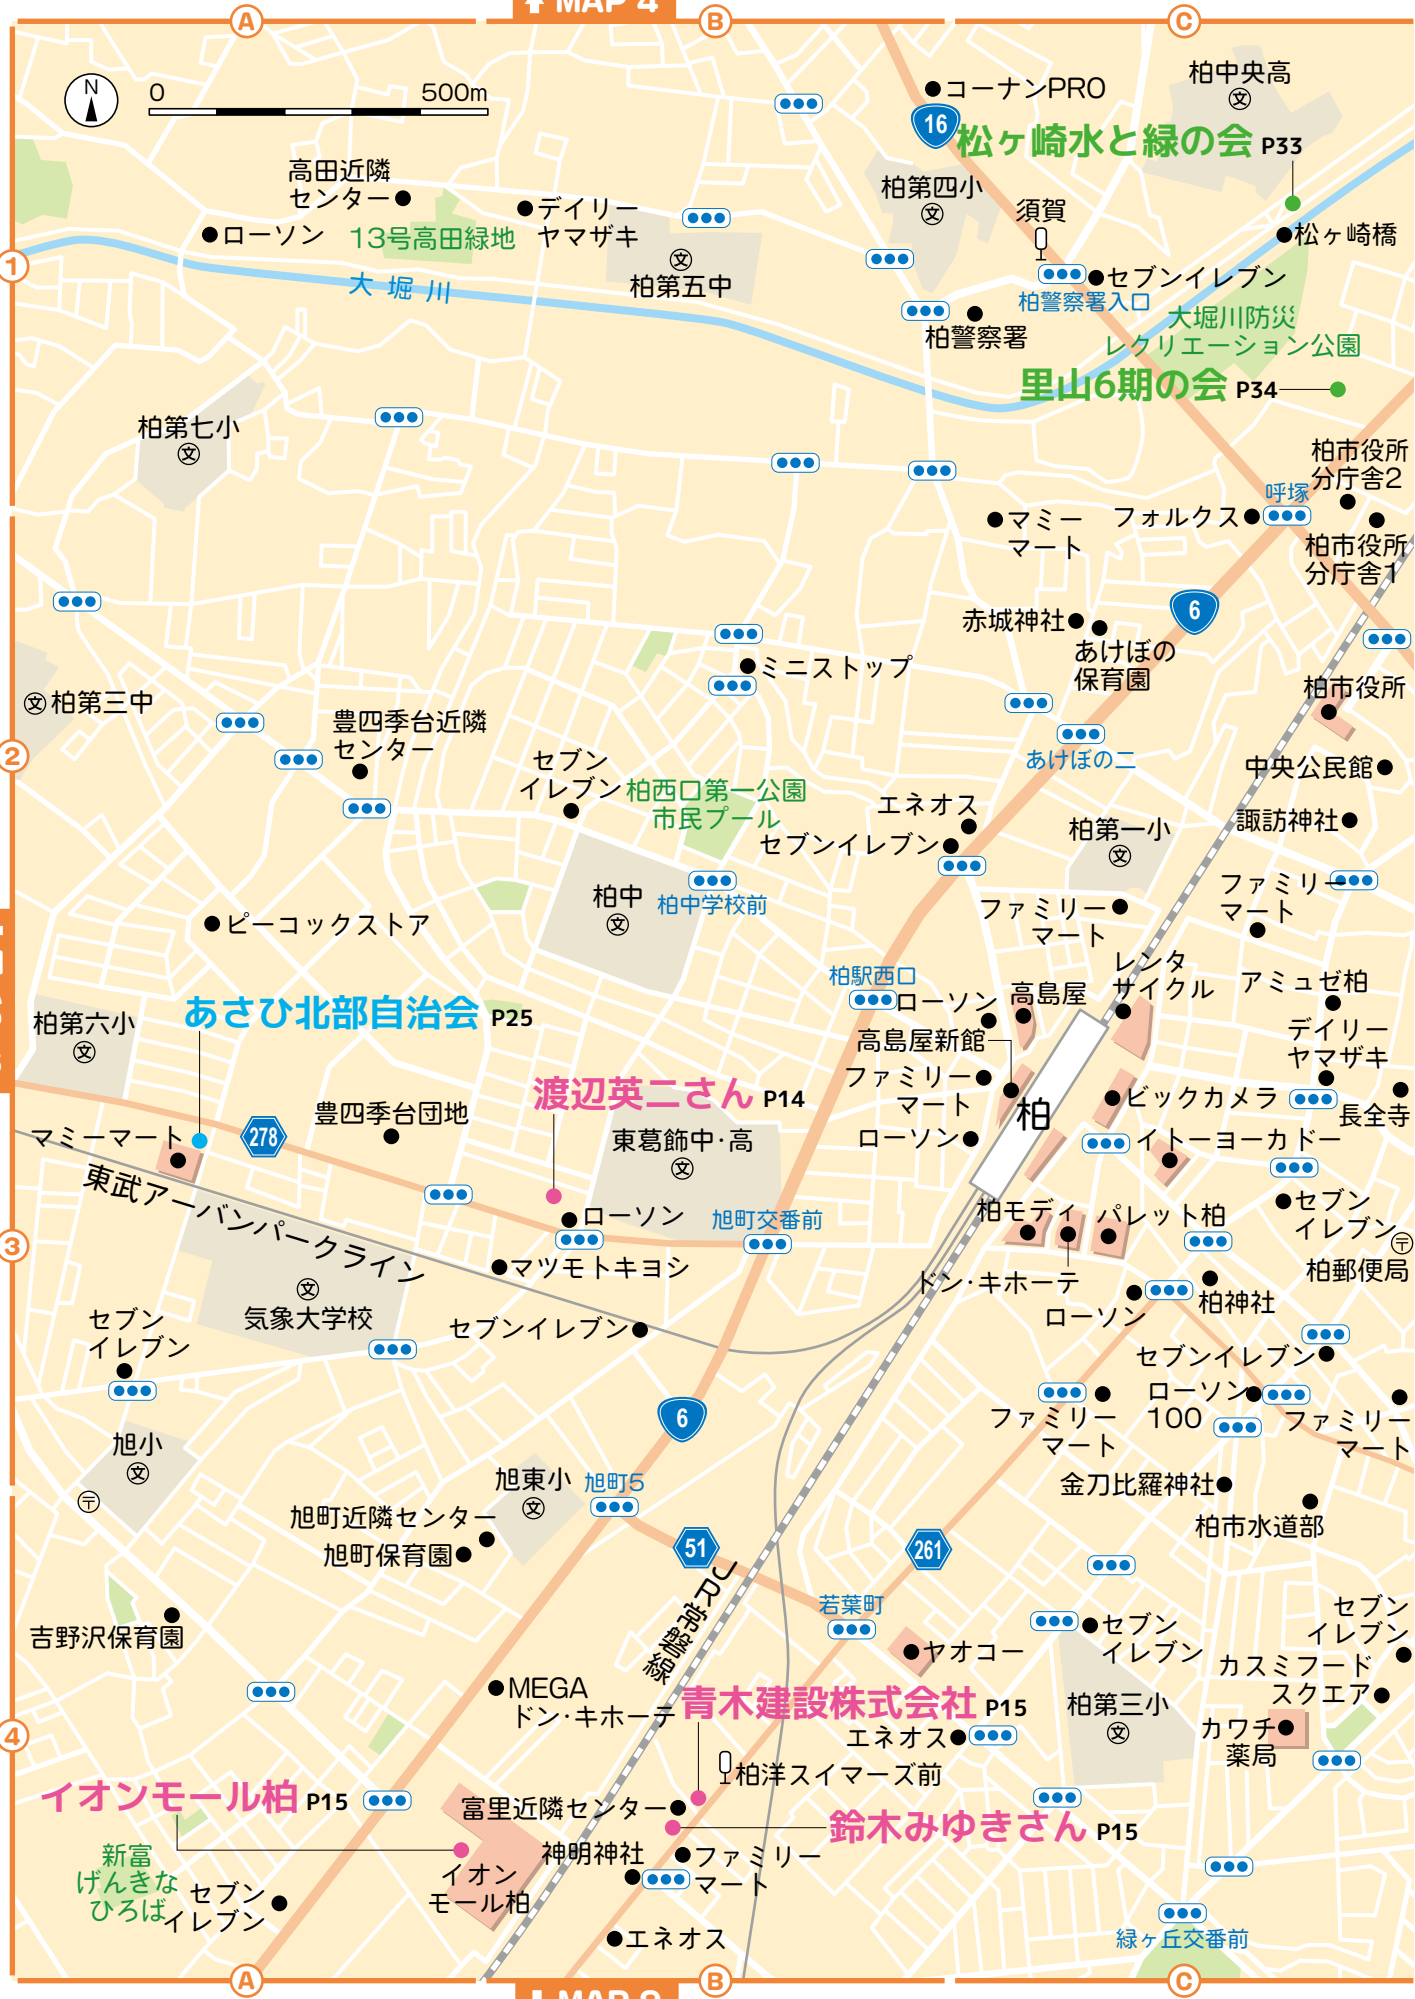 MAP 4
A
B
C
N
0
500m
コーナンPRO
柏中央高
文
16
松ヶ崎水と緑の会 P33
高田近隣
センター
柏第四小
文
デイリー
ヤマザキ
須賀
ローソン
13号高田緑地
松ヶ崎橋
文
柏第五中
1
大堀川
セブンイレブン
柏警察署入口
柏警察署
大堀川防災
レクリエーション公園
里山6期の会 P34
柏第七小
文
柏市役所
分庁舎2
呼塚
マミー
マート
フォルクス
柏市役所
分庁舎1
6
赤城神社
あけぼの
保育園
ミニストップ
文柏第三中
柏市役所
豊四季台近隣
センター
2
セブン
イレブン
あけぼの二
中央公民館
柏西口第一公園
市民プール
エネオス
セブンイレブン
柏第一小
文
諏訪神社
柏中
文
柏中学校前
ファミリー
マート
ファミリー
マート
ピーコックストア
柏駅西口
レンタ
サイクル
アミュゼ柏
ローソン
高島屋
あさひ北部自治会 P25
柏第六小
文
高島屋新館
デイリー
ヤマザキ
ファミリー
マート
渡辺英二さん P14
ビックカメラ
長全寺
柏
豊四季台団地
マミーマート
278
東葛飾中・高
文
ローソン
イトーヨーカドー
東武アーバンパークライン
ローソン
旭町交番前
柏モディ
パレット柏
セブン
イレブン
〒
柏郵便局
3
マツモトキヨシ
ドン・キホーテ
文
気象大学校
ローソン
柏神社
セブン
イレブン
セブンイレブン
セブンイレブン
ファミリー
マート
ローソン
100
ファミリー
マート
6
旭小
文
〒
旭東小
文
旭町5
金刀比羅神社
柏市水道部
旭町近隣センター
旭町保育園
51
261
JR常磐線
若葉町
吉野沢保育園
セブン
イレブン
セブン
イレブン
ヤオコー
カスミフード
スクエア
MEGA
ドン・キホーテ
青木建設株式会社 P15
柏第三小
文
エネオス
カワチ
薬局
4
柏洋スイマーズ前
イオンモール柏 P15
富里近隣センター
鈴木みゆきさん P15
新富
げんきな
ひろば
神明神社
ファミリー
マート
イオン
モール柏
セブン
イレブン
エネオス
緑ヶ丘交番前
A
B
C